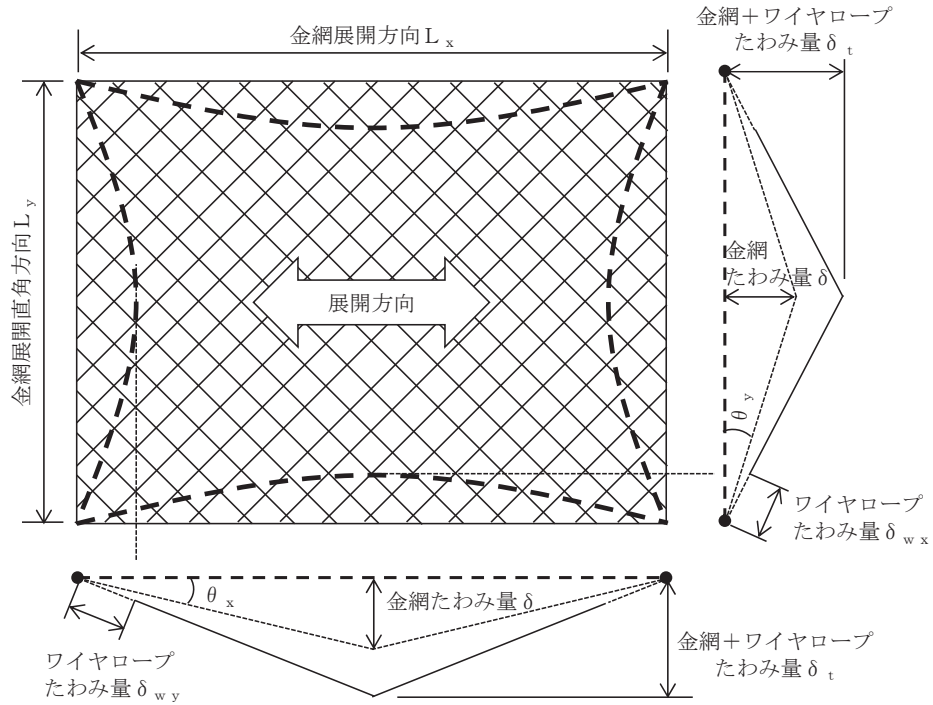 金網展開方向Lx
金網+ワイヤロープ
たわみ量δt
金網展開直角方向Ly
展開方向
金網
たわみ量δ
θy
ワイヤロープ
たわみ量δwx
θx
金網たわみ量δ
ワイヤロープ
たわみ量δwy
金網+ワイヤロープ
たわみ量δt